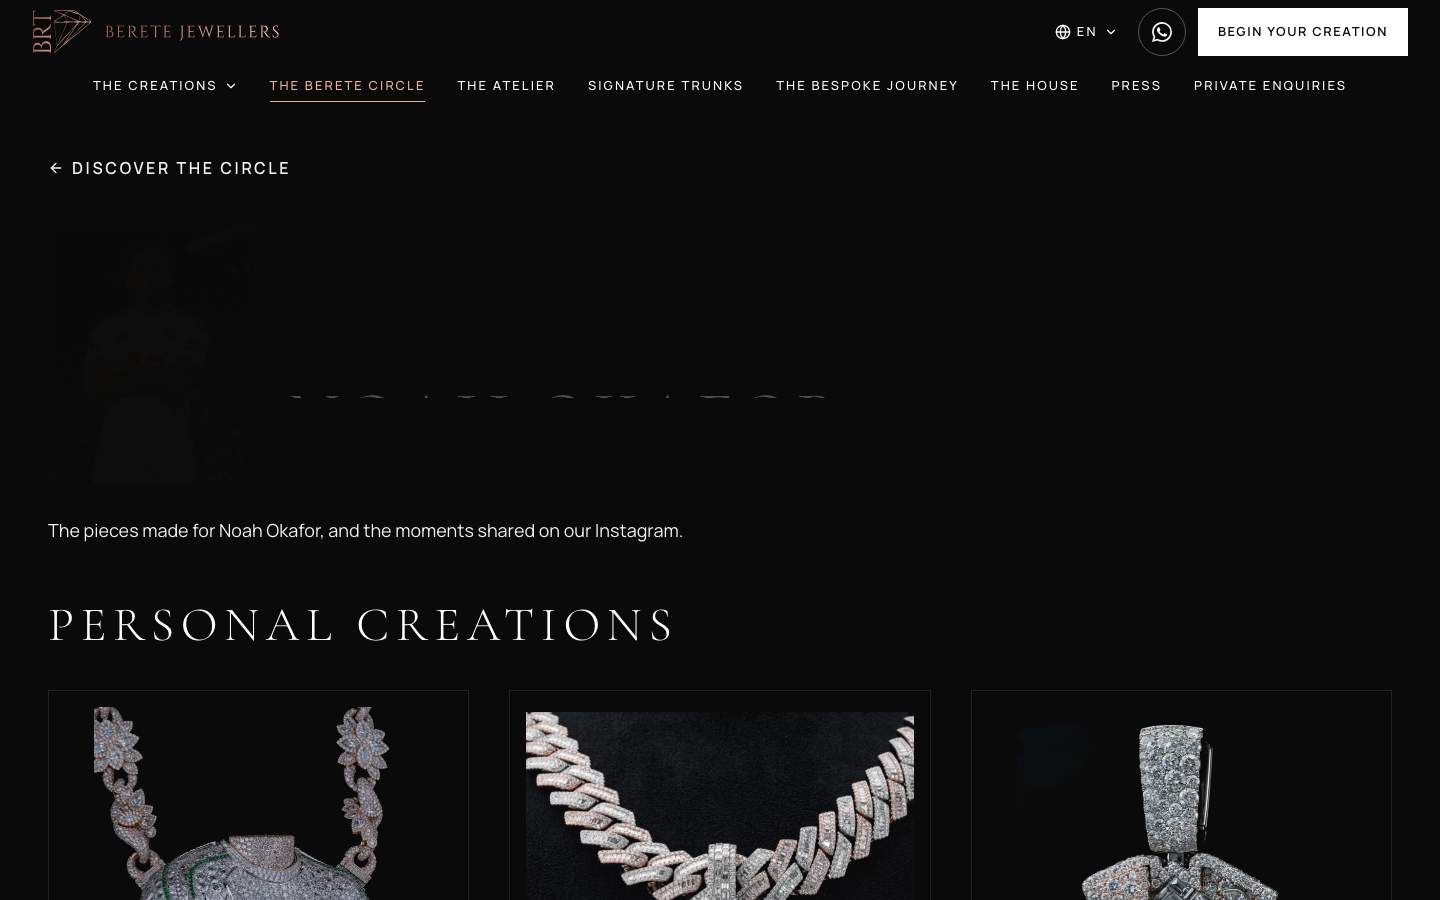 BRT BERETE JEWELLERS
EN
BEGIN YOUR CREATION
THE CREATIONS
THE BERETE CIRCLE
THE ATELIER
SIGNATURE TRUNKS
THE BESPOKE JOURNEY
THE HOUSE
PRESS
PRIVATE ENQUIRIES
← DISCOVER THE CIRCLE
The pieces made for Noah Okafor, and the moments shared on our Instagram.
PERSONAL CREATIONS